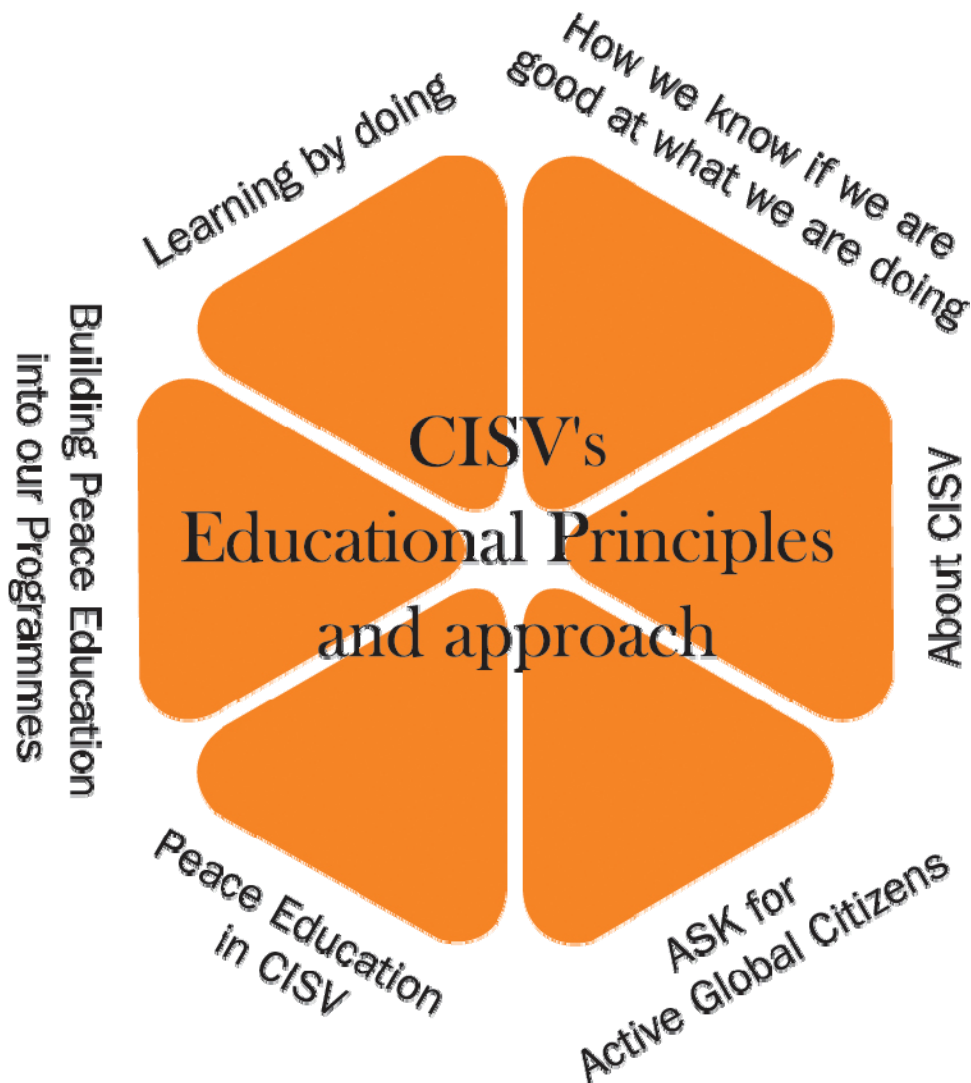 How we know if we are
good at what we are doing
Learning by doing
Building Peace Education
into our Programmes
CISV's
Educational Principles
and approach
About CISV
Peace Education
in CISV
ASK for
Active Global Citizens